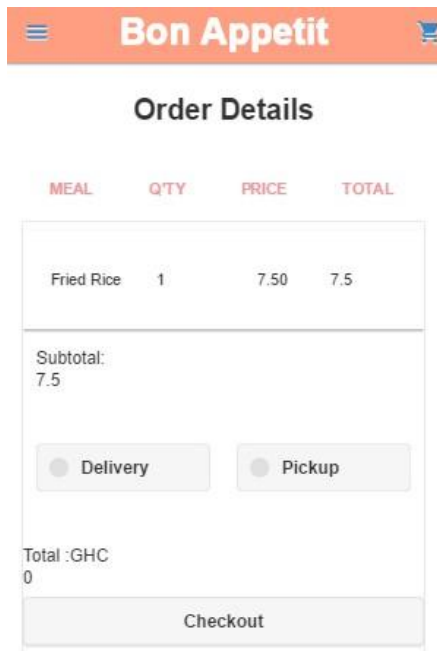 Bon Appetit
Order Details
MEAL Q'TY PRICE TOTAL
Fried Rice 1 7.50 7.5
Subtotal:
7.5
Delivery Pickup
Total :GHC
0
Checkout